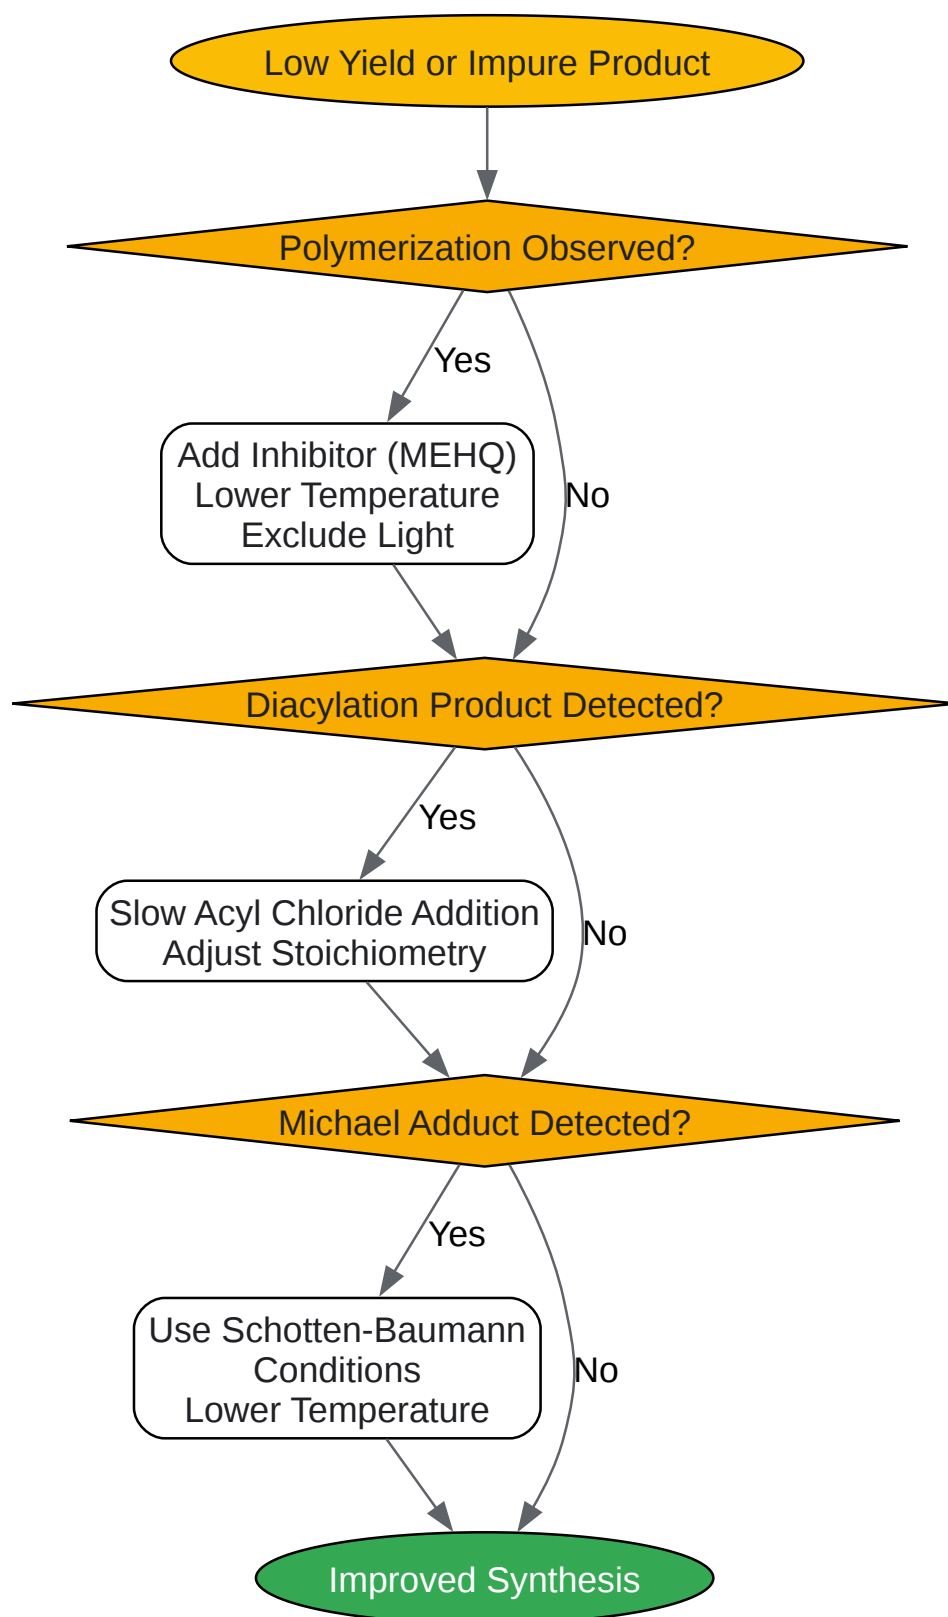 Low Yield or Impure Product
Polymerization Observed?
Yes
Add Inhibitor (MEHQ)
Lower Temperature
Exclude Light
No
Diacylation Product Detected?
Yes
Slow Acyl Chloride Addition
Adjust Stoichiometry
No
Michael Adduct Detected?
Yes
Use Schotten-Baumann
Conditions
Lower Temperature
No
Improved Synthesis